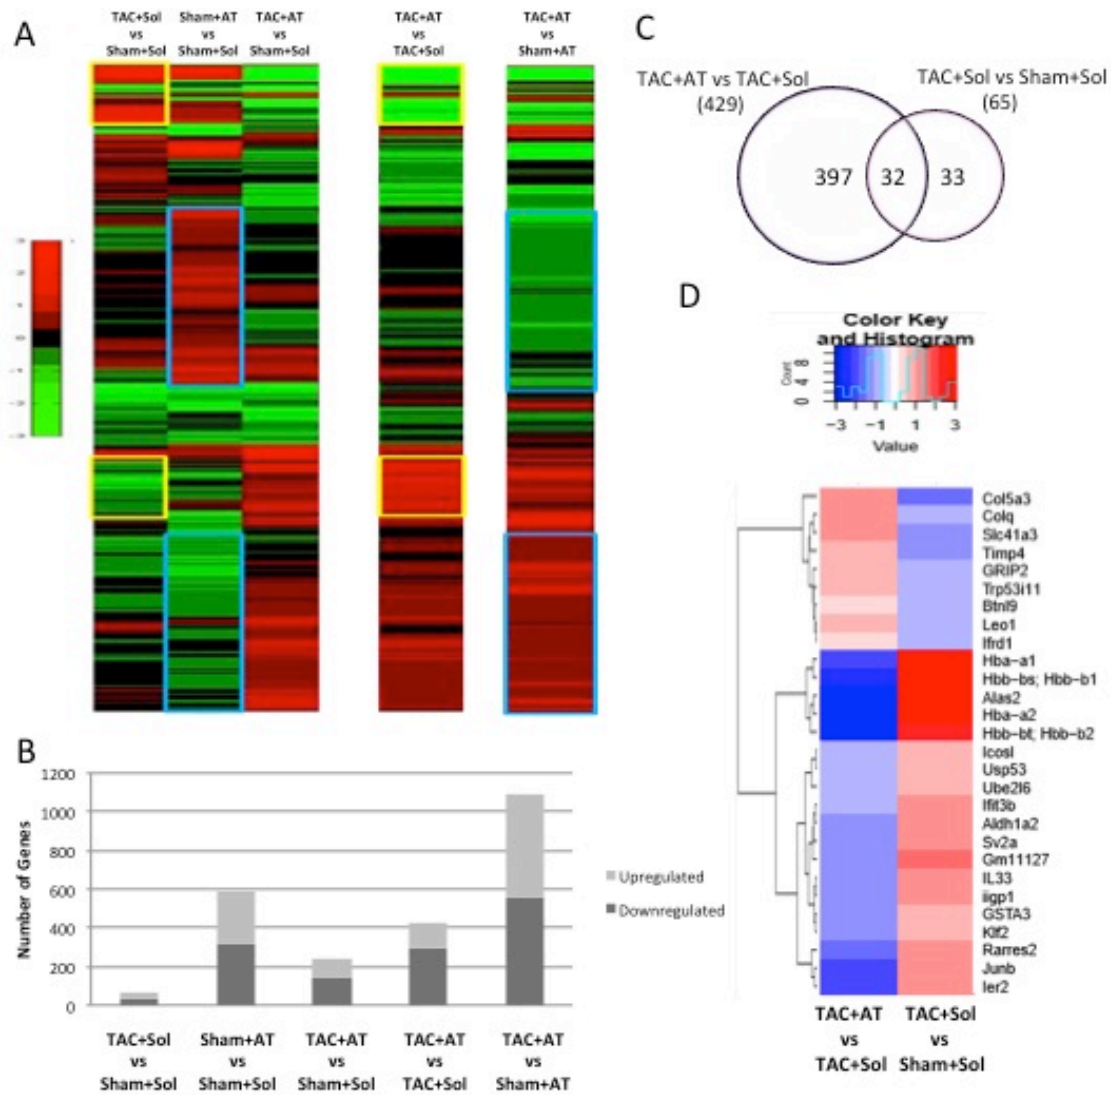 A
TAC+Sol
vs
Sham+Sol
Sham+AT
vs
Sham+Sol
TAC+AT
vs
Sham+Sol
TAC+AT
vs
TAC+Sol
TAC+AT
vs
Sham+AT
B
Number of Genes
1200
1000
800
600
400
200
0
TAC+Sol
vs
Sham+Sol
Sham+AT
vs
Sham+Sol
TAC+AT
vs
Sham+Sol
TAC+AT
vs
TAC+Sol
TAC+AT
vs
Sham+AT
Upregulated
Downregulated
C
TAC+AT vs TAC+Sol
(429)
TAC+Sol vs Sham+Sol
(65)
397 32 33
D
Color Key
and Histogram
Count
0 4 8
−3 −1 1 3
Value
Col5a3
Colq
Slc41a3
Timp4
GRIP2
Trp53i11
Btnl9
Leo1
Ifrd1
Hba−a1
Hbb−bs; Hbb−b1
Alas2
Hba−a2
Hbb−bt; Hbb−b2
Icosl
Usp53
Ube2l6
Ifit3b
Aldh1a2
Sv2a
Gm11127
IL33
iigp1
GSTA3
Klf2
Rarres2
Junb
Ier2
TAC+AT
vs
TAC+Sol
TAC+Sol
vs
Sham+Sol